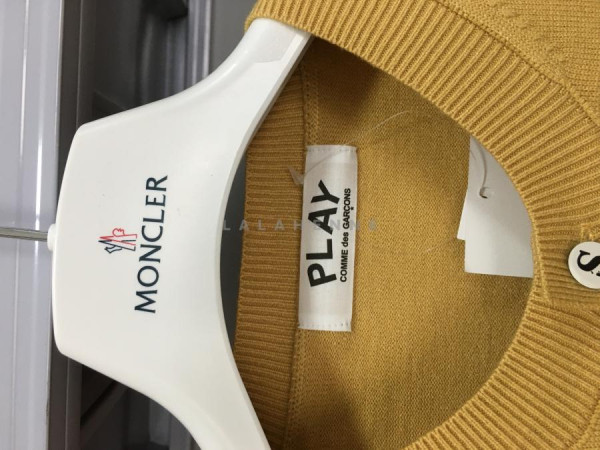 MONCLER
PLAY
COMME des GARÇONS
S